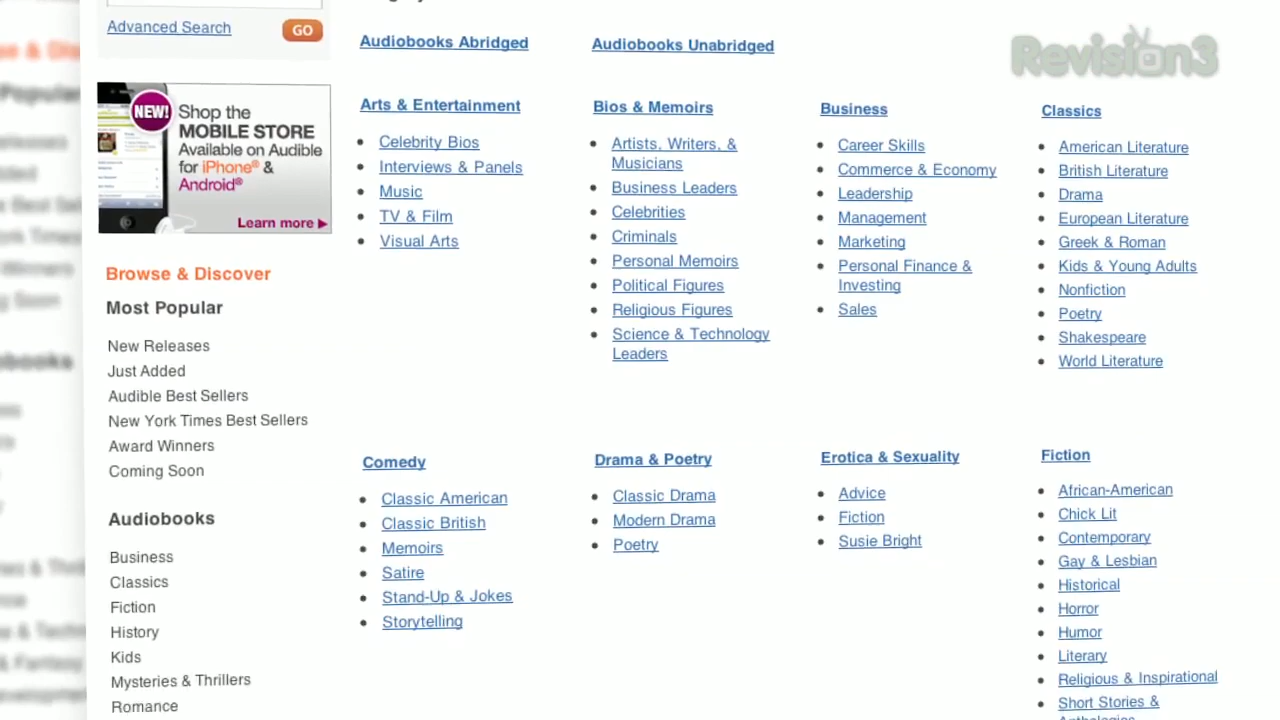 Advanced Search
GO
NEW!
Shop the
MOBILE STORE
Available on Audible
for iPhone® &
Android®
Learn more
Browse & Discover
Most Popular
New Releases
Just Added
Audible Best Sellers
New York Times Best Sellers
Award Winners
Coming Soon
Audiobooks
Business
Classics
Fiction
History
Kids
Mysteries & Thrillers
Romance
Audiobooks Abridged
Audiobooks Unabridged
Arts & Entertainment
Celebrity Bios
Interviews & Panels
Music
TV & Film
Visual Arts
Bios & Memoirs
Artists, Writers, &
Musicians
Business Leaders
Celebrities
Criminals
Personal Memoirs
Political Figures
Religious Figures
Science & Technology
Leaders
Business
Career Skills
Commerce & Economy
Leadership
Management
Marketing
Personal Finance &
Investing
Sales
Classics
American Literature
British Literature
Drama
European Literature
Greek & Roman
Kids & Young Adults
Nonfiction
Poetry
Shakespeare
World Literature
Comedy
Classic American
Classic British
Memoirs
Satire
Stand-Up & Jokes
Storytelling
Drama & Poetry
Classic Drama
Modern Drama
Poetry
Erotica & Sexuality
Advice
Fiction
Susie Bright
Fiction
African-American
Chick Lit
Contemporary
Gay & Lesbian
Historical
Horror
Humor
Literary
Religious & Inspirational
Short Stories &
Revision3